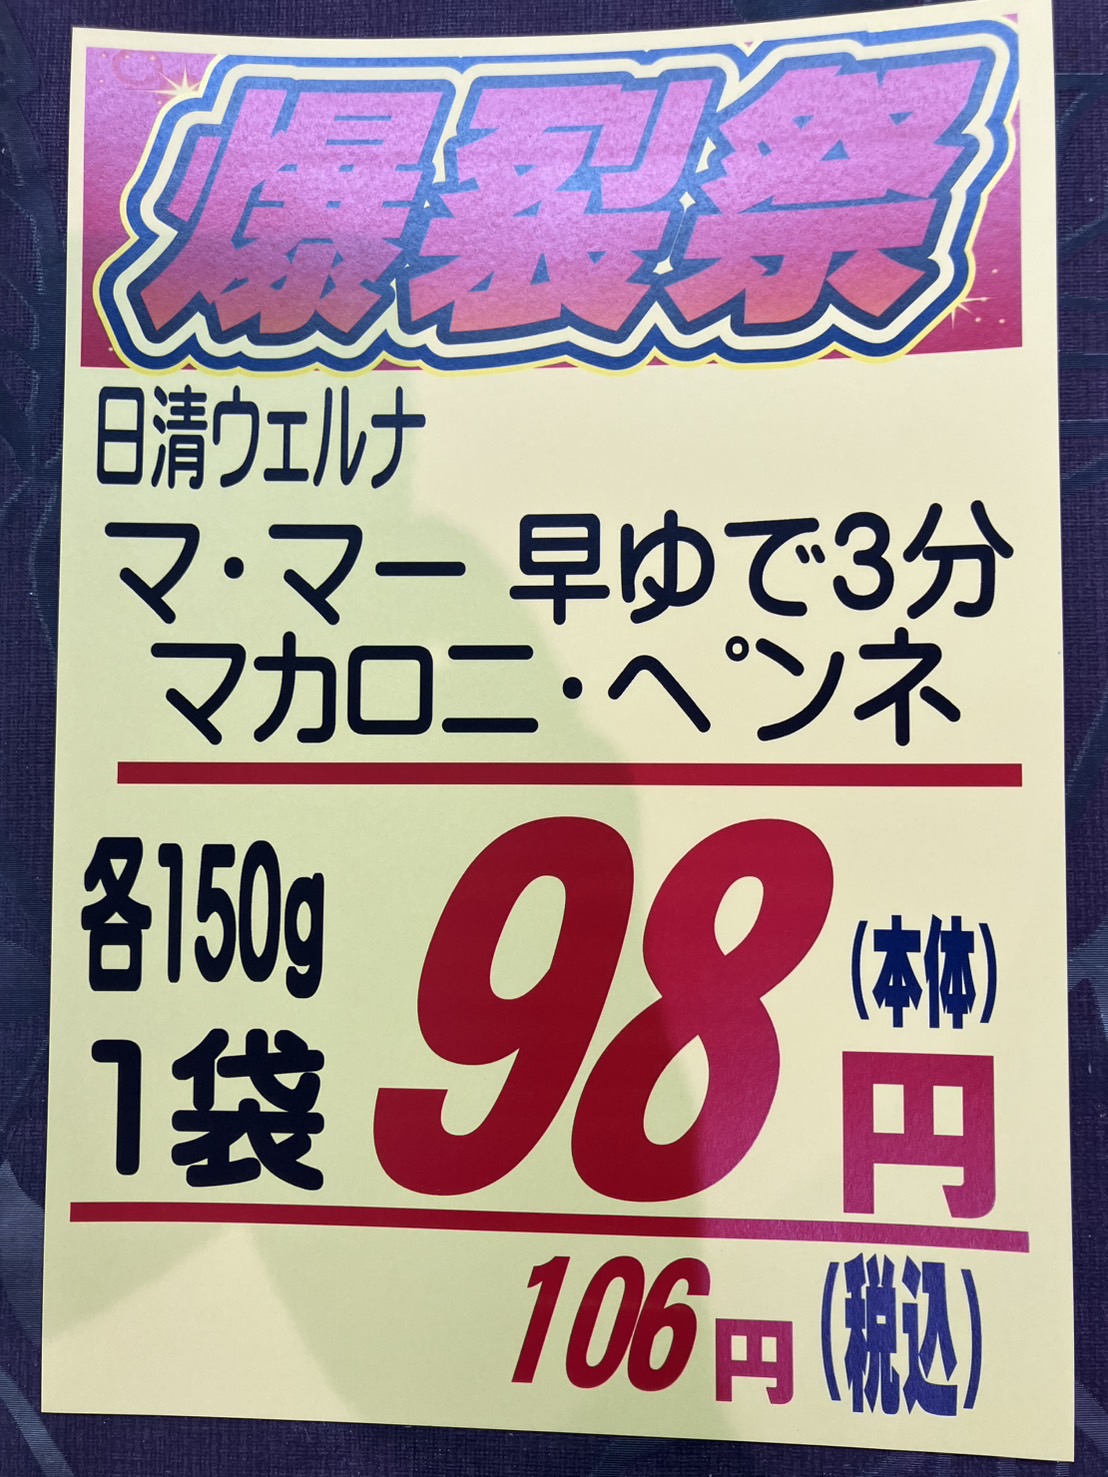 爆裂祭
日清ウェルナ
マ・マー 早ゆで3分
マカロニ・ペンネ
各150g
1袋
98
(本体)
円
106円(税込)